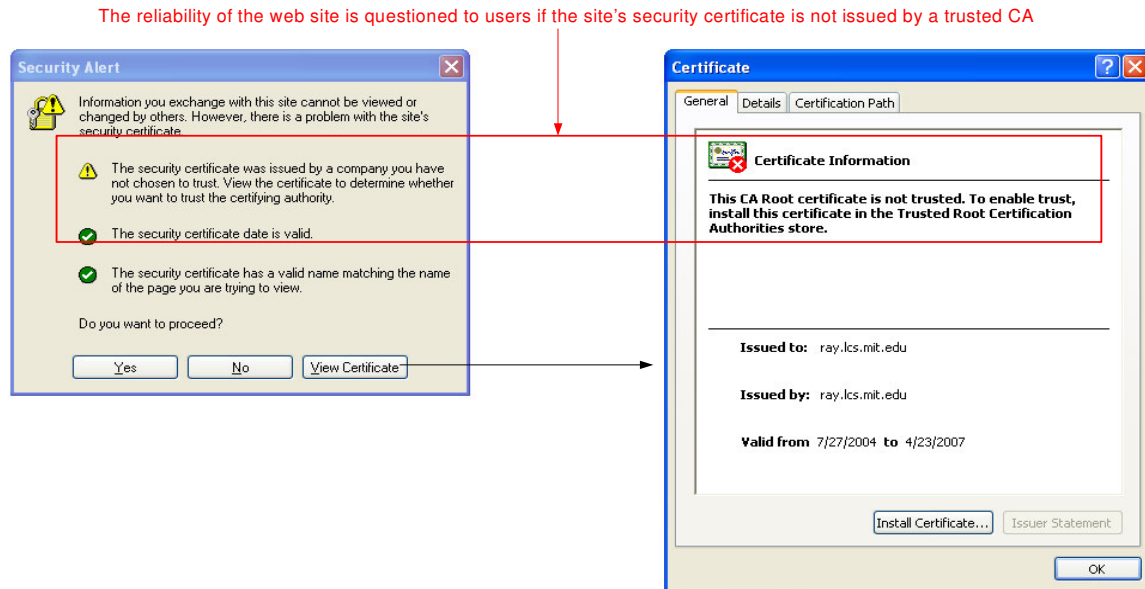 The reliability of the web site is questioned to users if the site's security certificate is not issued by a trusted CA
Security Alert
Information you exchange with this site cannot be viewed or
changed by others. However, there is a problem with the site's
security certificate.
The security certificate was issued by a company you have
not chosen to trust. View the certificate to determine whether
you want to trust the certifying authority.
The security certificate date is valid.
The security certificate has a valid name matching the name
of the page you are trying to view.
Do you want to proceed?
Yes
No
View Certificate
Certificate
General
Details
Certification Path
Certificate Information
This CA Root certificate is not trusted. To enable trust,
install this certificate in the Trusted Root Certification
Authorities store.
Issued to: ray.lcs.mit.edu
Issued by: ray.lcs.mit.edu
Valid from 7/27/2004 to 4/23/2007
Install Certificate...
Issuer Statement
OK